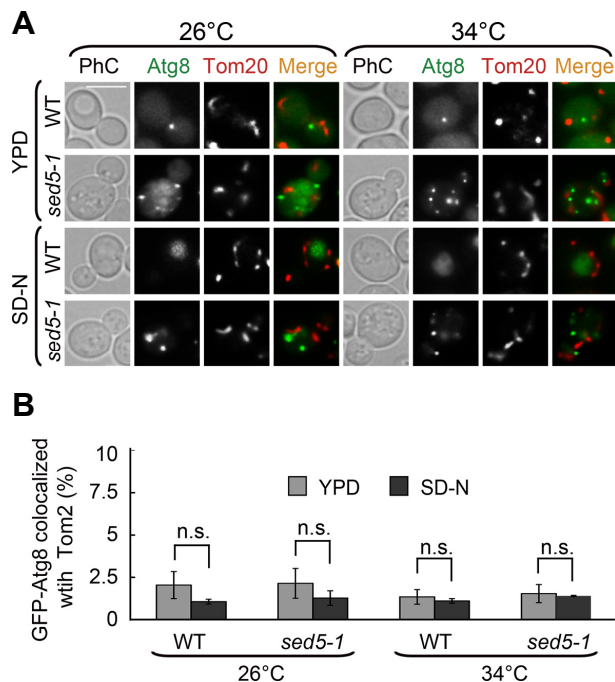 A
26°C 34°C
PhC Atg8 Tom20 Merge PhC Atg8 Tom20 Merge
YPD
WT
sed5-1
SD-N
WT
sed5-1
B
GFP-Atg8 colocalized
wtih Tom2 (%)
10
7.5
5
2.5
0
YPD SD-N
n.s. n.s. n.s. n.s.
WT sed5-1 WT sed5-1
26°C 34°C